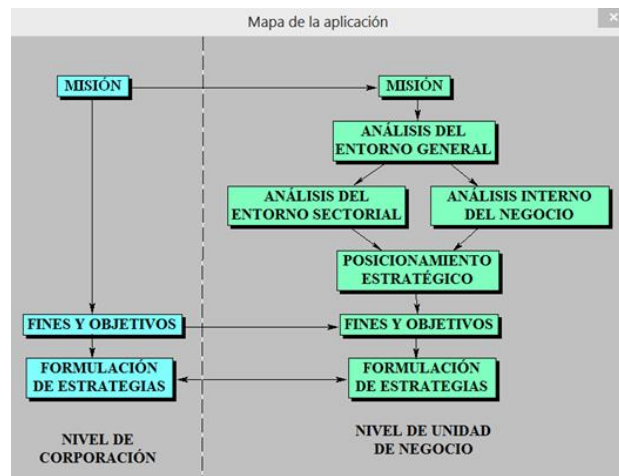 Mapa de la aplicación
MISIÓN
MISIÓN
ANÁLISIS DEL
ENTORNO GENERAL
ANÁLISIS DEL
ENTORNO SECTORIAL
ANÁLISIS INTERNO
DEL NEGOCIO
POSICIONAMIENTO
ESTRATÉGICO
FINES Y OBJETIVOS
FINES Y OBJETIVOS
FORMULACIÓN
DE ESTRATEGIAS
FORMULACIÓN
DE ESTRATEGIAS
NIVEL DE
CORPORACIÓN
NIVEL DE UNIDAD
DE NEGOCIO